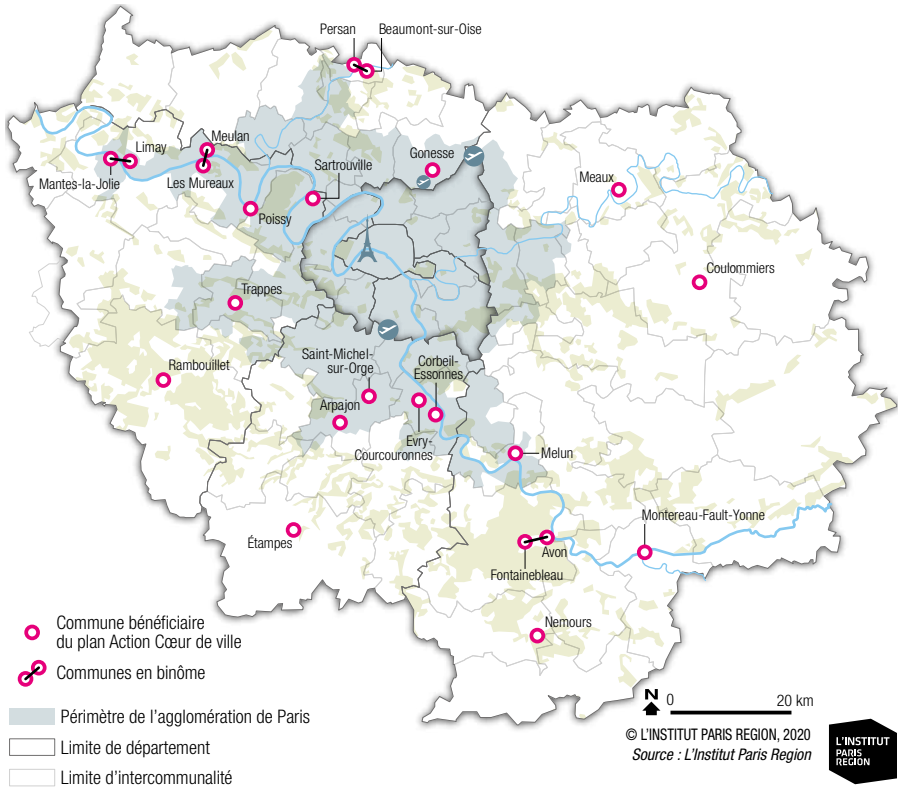 Persan
Beaumont-sur-Oise
Meulan
Limay
Sartrouville
Gonesse
Mantes-la-Jolie
Les Mureaux
Meaux
Poissy
Coulommiers
Trappes
Saint-Michel-
sur-Orge
Corbeil-
Essonnes
Rambouillet
Arpajon
Evry-
Courcouronnes
Melun
Montereau-Fault-Yonne
Étampes
Avon
Fontainebleau
Nemours
Commune bénéficiaire
du plan Action Cœur de ville
Communes en binôme
Périmètre de l'agglomération de Paris
Limite de département
Limite d'intercommunalité
N
0
20 km
© L'INSTITUT PARIS REGION, 2020
Source : L'Institut Paris Region
L'INSTITUT
PARIS
REGION